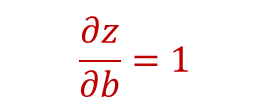 ∂z/∂b = 1